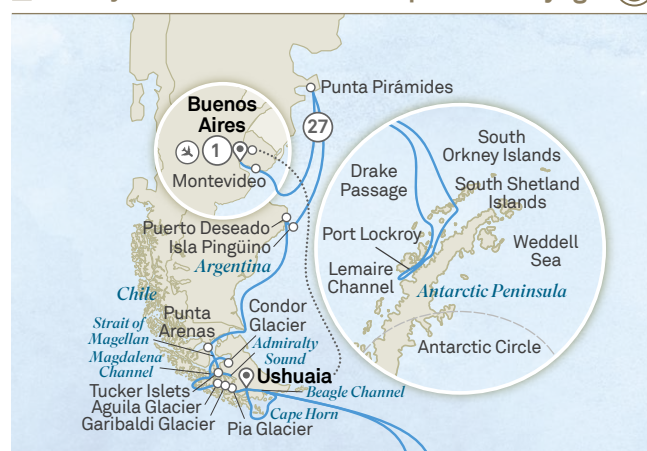 Punta Pirámides
Buenos
Aires
27
1
Montevideo
South
Orkney Islands
Drake
Passage
South Shetland
Islands
Puerto Deseado
Isla Pingüino
Port Lockroy
Weddell
Sea
Argentina
Lemaire
Channel
Antarctic Peninsula
Chile
Punta
Arenas
Condor
Glacier
Strait of
Magellan
Admiralty
Sound
Antarctic Circle
Magdalena
Channel
Ushuaia
Tucker Islets
Beagle Channel
Aguila Glacier
Cape Horn
Garibaldi Glacier
Pia Glacier